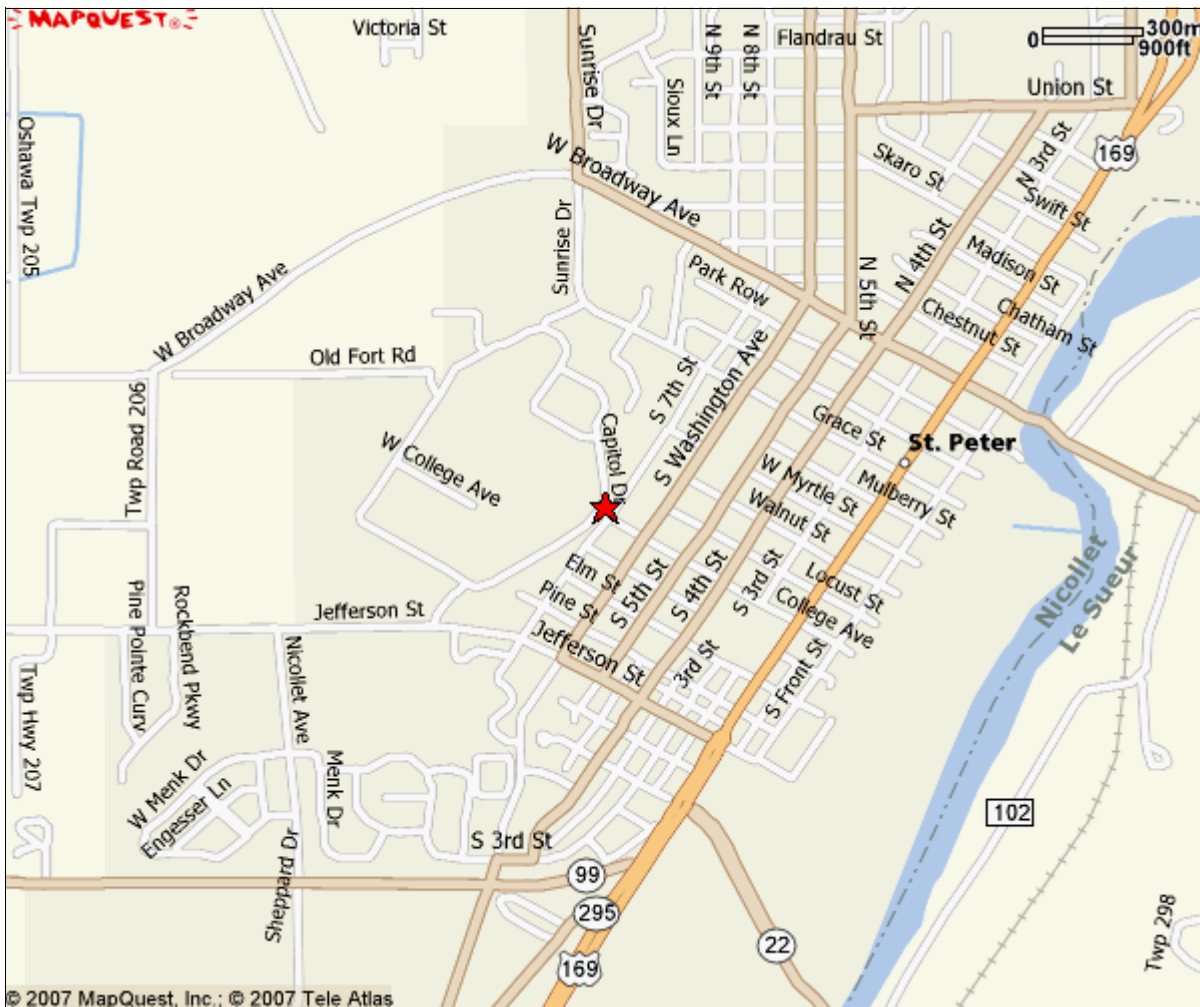 MAPQUEST®
Victoria St
Sunrise Dr
N 9th St
N 8th St
Flandrau St
0 300m
900ft
Union St
Sioux Ln
Oshawa Twp 205
169
N 3rd St
W Broadway Ave
Skaro St
Swift St
Sunrise Dr
N 4th St
Madison St
W Broadway Ave
Park Row
N 5th St
Chestnut St
Chatham St
Old Fort Rd
S 7th St
S Washington Ave
Twp Road 206
Capitol Dr
Grace St
St. Peter
W College Ave
W Myrtle St
Mulberry St
Walnut St
Nicollet
Le Sueur
Elm St
S 5th St
S 4th St
S 3rd St
Locust St
Pine St
College Ave
Pine Pointe Curv
Rockbend Pkwy
Jefferson St
Nicollet Ave
Jefferson St
3rd St
S Front St
Twp Hwy 207
W Menk Dr
Menk Dr
Engesser Ln
102
S 3rd St
99
Sheppard Dr
295
22
Twp 298
169
© 2007 MapQuest, Inc.; © 2007 Tele Atlas